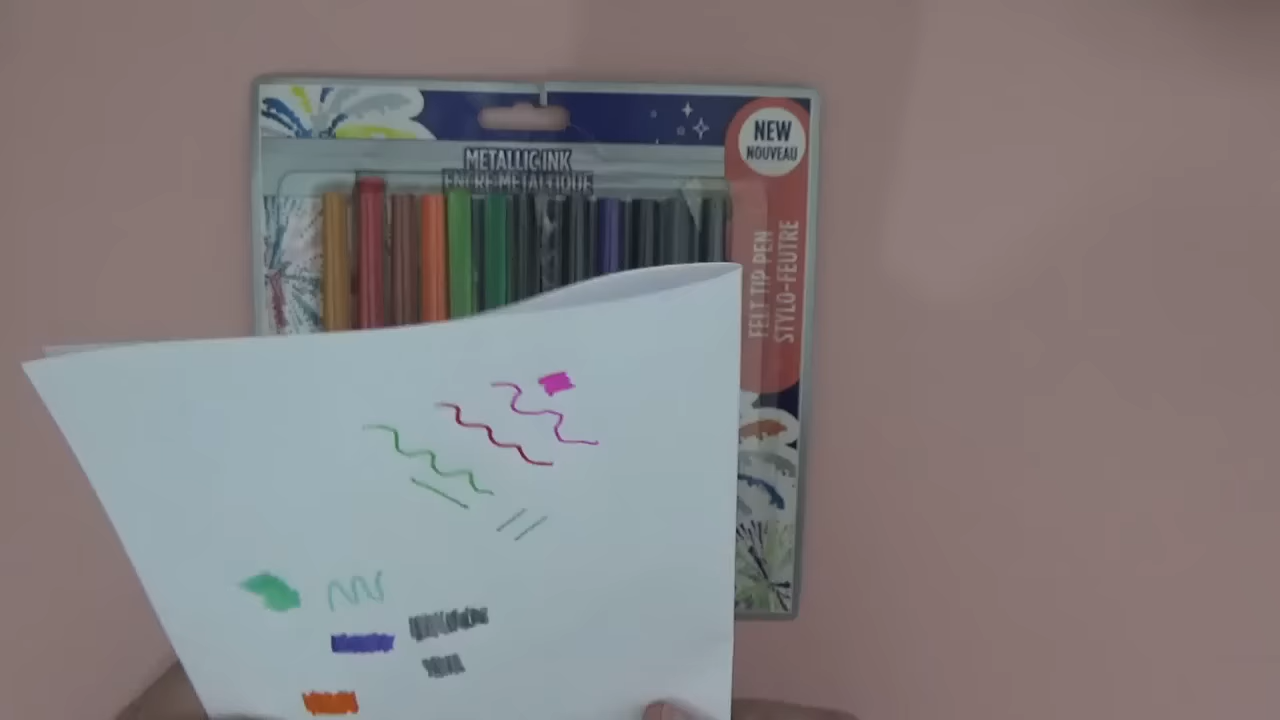 NEW
NOUVEAU
METALLIC INK
ENCRE MÉTALLIQUE
FELT TIP PEN
STYLO-FEUTRE